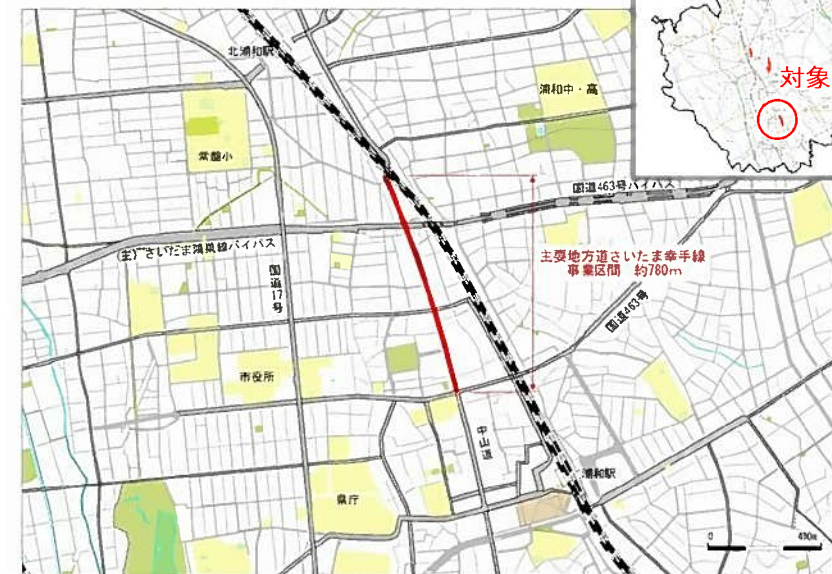 対象
北浦和駅
浦和中・高
常盤小
国道463号バイパス
(主)さいたま鴻巣線バイパス
主要地方道さいたま幸手線
事業区間 約780m
国道17号
国道463号
市役所
中山道
浦和駅
県庁
0 400m